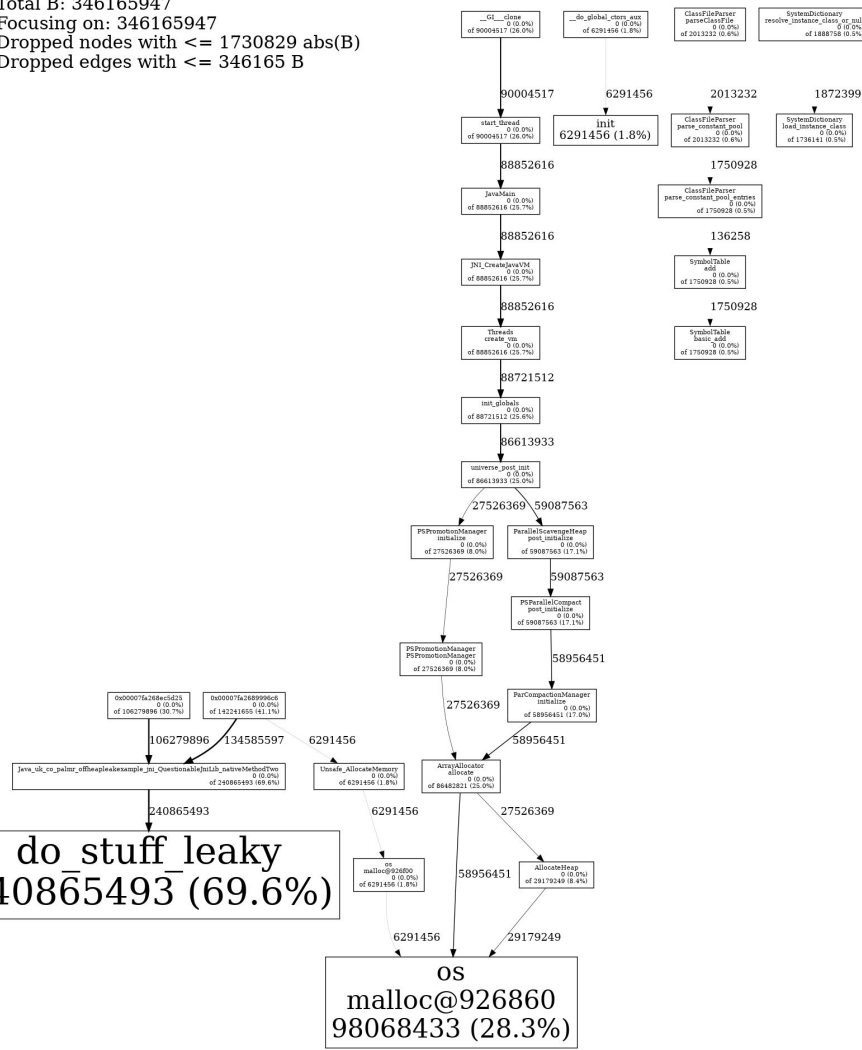 Total B: 346165947
Focusing on: 346165947
Dropped nodes with <= 1730829 abs(B)
Dropped edges with <= 346165 B
__GI___clone
0 (0.0%)
of 90004517 (26.0%)
__do_global_ctors_aux
0 (0.0%)
of 6291456 (1.8%)
ClassFileParser
parseClassFile
0 (0.0%)
of 2013232 (0.6%)
SystemDictionary
resolve_instance_class_or_nul
0 (0.0%
of 1888758 (0.5%
90004517
6291456
2013232
1872399
start_thread
0 (0.0%)
of 90004517 (26.0%)
init
6291456 (1.8%)
ClassFileParser
parse_constant_pool
0 (0.0%)
of 2013232 (0.6%)
SystemDictionary
load_instance_class
0 (0.0%)
of 1736141 (0.5%)
88852616
1750928
JavaMain
0 (0.0%)
of 88852616 (25.7%)
ClassFileParser
parse_constant_pool_entries
0 (0.0%)
of 1750928 (0.5%)
88852616
136258
JNI_CreateJavaVM
0 (0.0%)
of 88852616 (25.7%)
SymbolTable
add
0 (0.0%)
of 1750928 (0.5%)
88852616
1750928
Threads
create_vm
0 (0.0%)
of 88852616 (25.7%)
SymbolTable
basic_add
0 (0.0%)
of 1750928 (0.5%)
88721512
init_globals
0 (0.0%)
of 88721512 (25.6%)
86613933
universe_post_init
0 (0.0%)
of 86613933 (25.0%)
27526369
59087563
PSPromotionManager
initialize
0 (0.0%)
of 27526369 (8.0%)
ParallelScavengeHeap
post_initialize
0 (0.0%)
of 59087563 (17.1%)
27526369
59087563
PSParallelCompact
post_initialize
0 (0.0%)
of 59087563 (17.1%)
PSPromotionManager
PSPromotionManager
0 (0.0%)
of 27526369 (8.0%)
58956451
0x00007fa268ec5d25
0 (0.0%)
of 106279896 (30.7%)
0x00007fa2689996c6
0 (0.0%)
of 142241655 (41.1%)
27526369
ParCompactionManager
initialize
0 (0.0%)
of 58956451 (17.0%)
106279896
134585597
6291456
58956451
Java_uk_co_palmr_offheapleakexample_jni_QuestionableJniLib_nativeMethodTwo
0 (0.0%)
of 240865493 (69.6%)
Unsafe_AllocateMemory
0 (0.0%)
of 6291456 (1.8%)
ArrayAllocator
allocate
0 (0.0%)
of 86482821 (25.0%)
240865493
6291456
27526369
do_stuff_leaky
40865493 (69.6%)
os
malloc@926f00
0 (0.0%)
of 6291456 (1.8%)
58956451
AllocateHeap
0 (0.0%)
of 29179249 (8.4%)
6291456
29179249
os
malloc@926860
98068433 (28.3%)